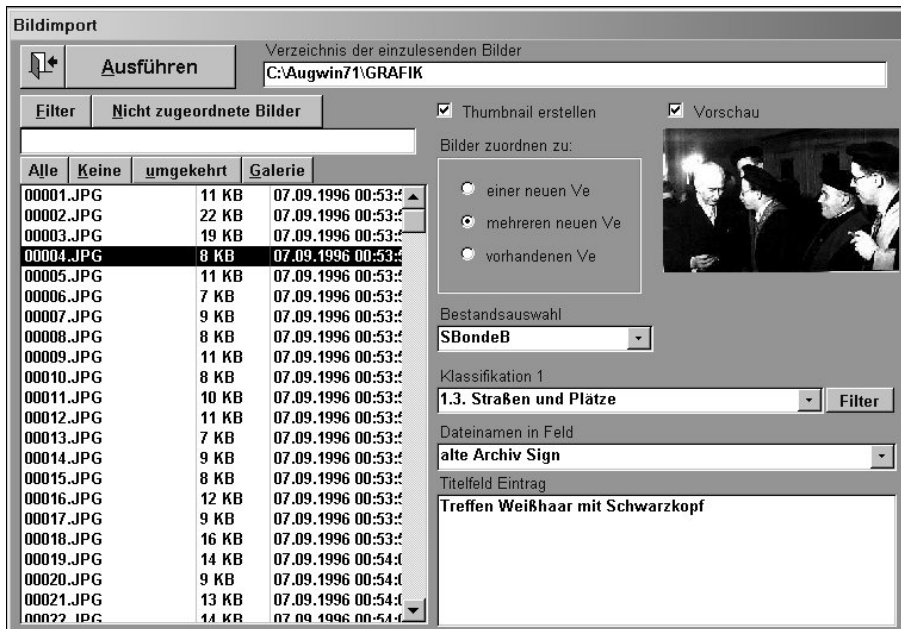 Bildimport
Ausführen
Verzeichnis der einzulesenden Bilder
C:\Augwin71\GRAFIK
Filter Nicht zugeordnete Bilder
Alle Keine umgekehrt Galerie
00001.JPG 11 KB 07.09.1996 00:53:
00002.JPG 22 KB 07.09.1996 00:53:
00003.JPG 19 KB 07.09.1996 00:53:
00004.JPG 8 KB 07.09.1996 00:53:
00005.JPG 11 KB 07.09.1996 00:53:
00006.JPG 7 KB 07.09.1996 00:53:
00007.JPG 9 KB 07.09.1996 00:53:
00008.JPG 8 KB 07.09.1996 00:53:
00009.JPG 11 KB 07.09.1996 00:53:
00010.JPG 8 KB 07.09.1996 00:53:
00011.JPG 10 KB 07.09.1996 00:53:
00012.JPG 11 KB 07.09.1996 00:53:
00013.JPG 7 KB 07.09.1996 00:53:
00014.JPG 9 KB 07.09.1996 00:53:
00015.JPG 8 KB 07.09.1996 00:53:
00016.JPG 12 KB 07.09.1996 00:53:
00017.JPG 9 KB 07.09.1996 00:53:
00018.JPG 16 KB 07.09.1996 00:53:
00019.JPG 14 KB 07.09.1996 00:54:
00020.JPG 9 KB 07.09.1996 00:54:
00021.JPG 13 KB 07.09.1996 00:54:
00022.JPG 14 KB 07.09.1996 00:54:
Thumbnail erstellen
Vorschau
Bilder zuordnen zu:
einer neuen Ve
mehreren neuen Ve
vorhandenen Ve
Bestandsauswahl
SBondeB
Klassifikation 1
1.3. Straßen und Plätze Filter
Dateinamen in Feld
alte Archiv Sign
Titelfeld Eintrag
Treffen Weißhaar mit Schwarzkopf